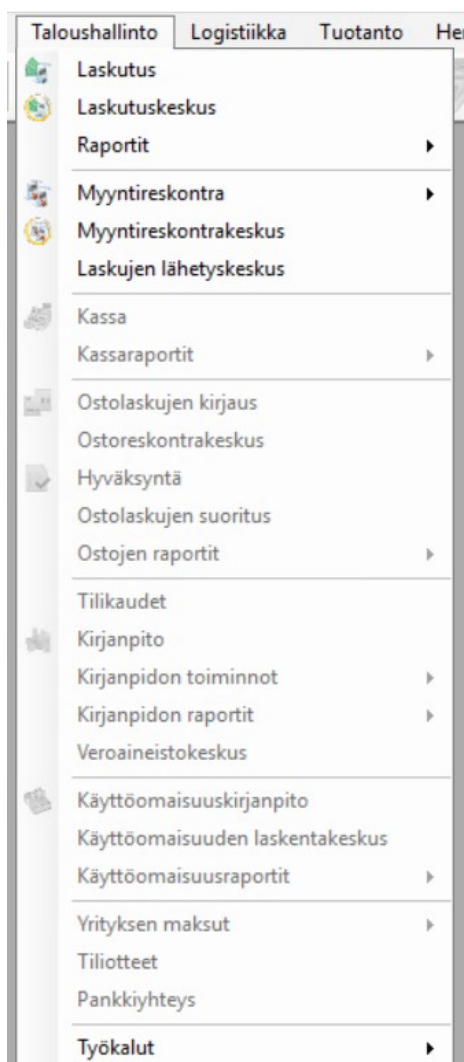 Taloushallinto Logistiikka Tuotanto
Laskutus
Laskutuskeskus
Raportit
Myyntireskontra
Myyntireskontrakeskus
Laskujen lähetyskeskus
Kassa
Kassaraportit
Ostolaskujen kirjaus
Ostoreskontrakeskus
Hyväksyntä
Ostolaskujen suoritus
Ostojen raportit
Tilikaudet
Kirjanpito
Kirjanpidon toiminnot
Kirjanpidon raportit
Veroaineistokeskus
Käyttöomaisuuskirjanpito
Käyttöomaisuuden laskentakeskus
Käyttöomaisuusraportit
Yrityksen maksut
Tiliotteet
Pankkiyhteys
Työkalut